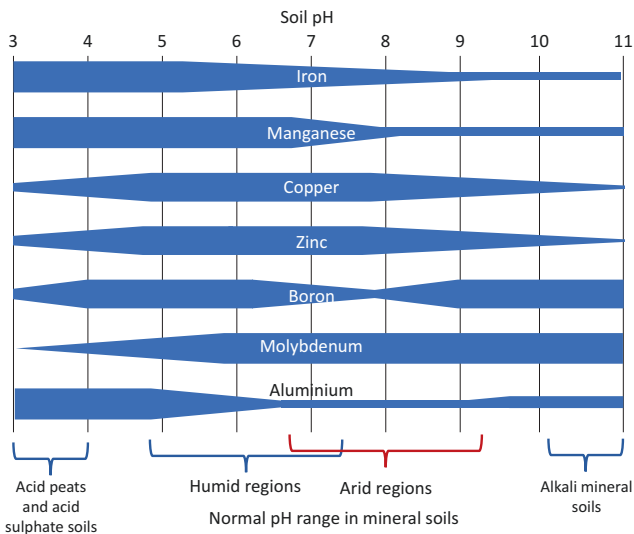 Soil pH
3 4 5 6 7 8 9 10 11
Iron
Manganese
Copper
Zinc
Boron
Molybdenum
Aluminium
Acid peats
and acid
sulphate soils
Humid regions
Arid regions
Alkali mineral
soils
Normal pH range in mineral soils